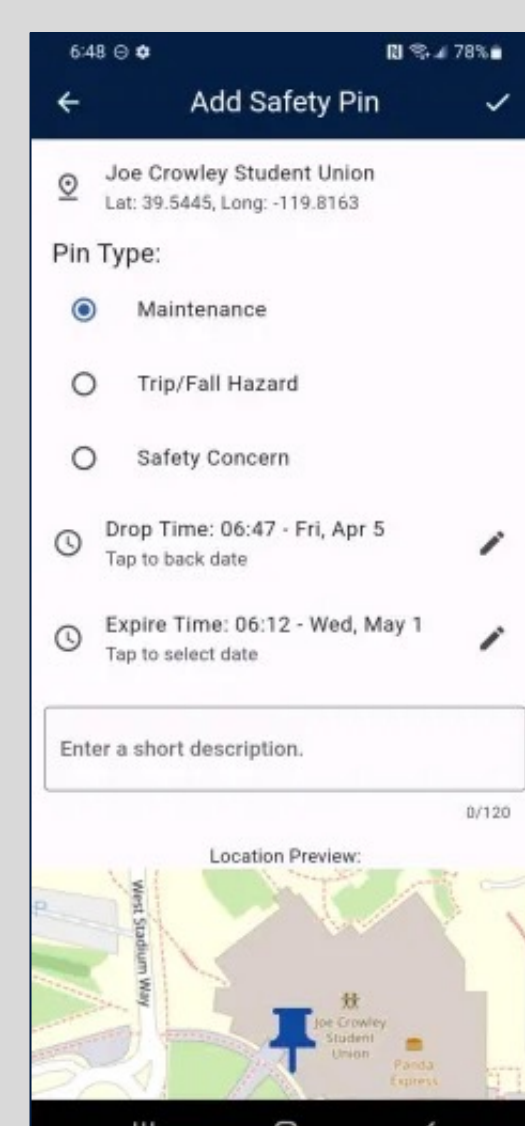 6:48 78%
Add Safety Pin
Joe Crowley Student Union
Lat: 39.5445, Long: -119.8163
Pin Type:
Maintenance
Trip/Fall Hazard
Safety Concern
Drop Time: 06:47 - Fri, Apr 5
Tap to back date
Expire Time: 06:12 - Wed, May 1
Tap to select date
Enter a short description.
0/120
Location Preview:
West Stadium Way
P
Joe Crowley
Student
Union
Panda
Express